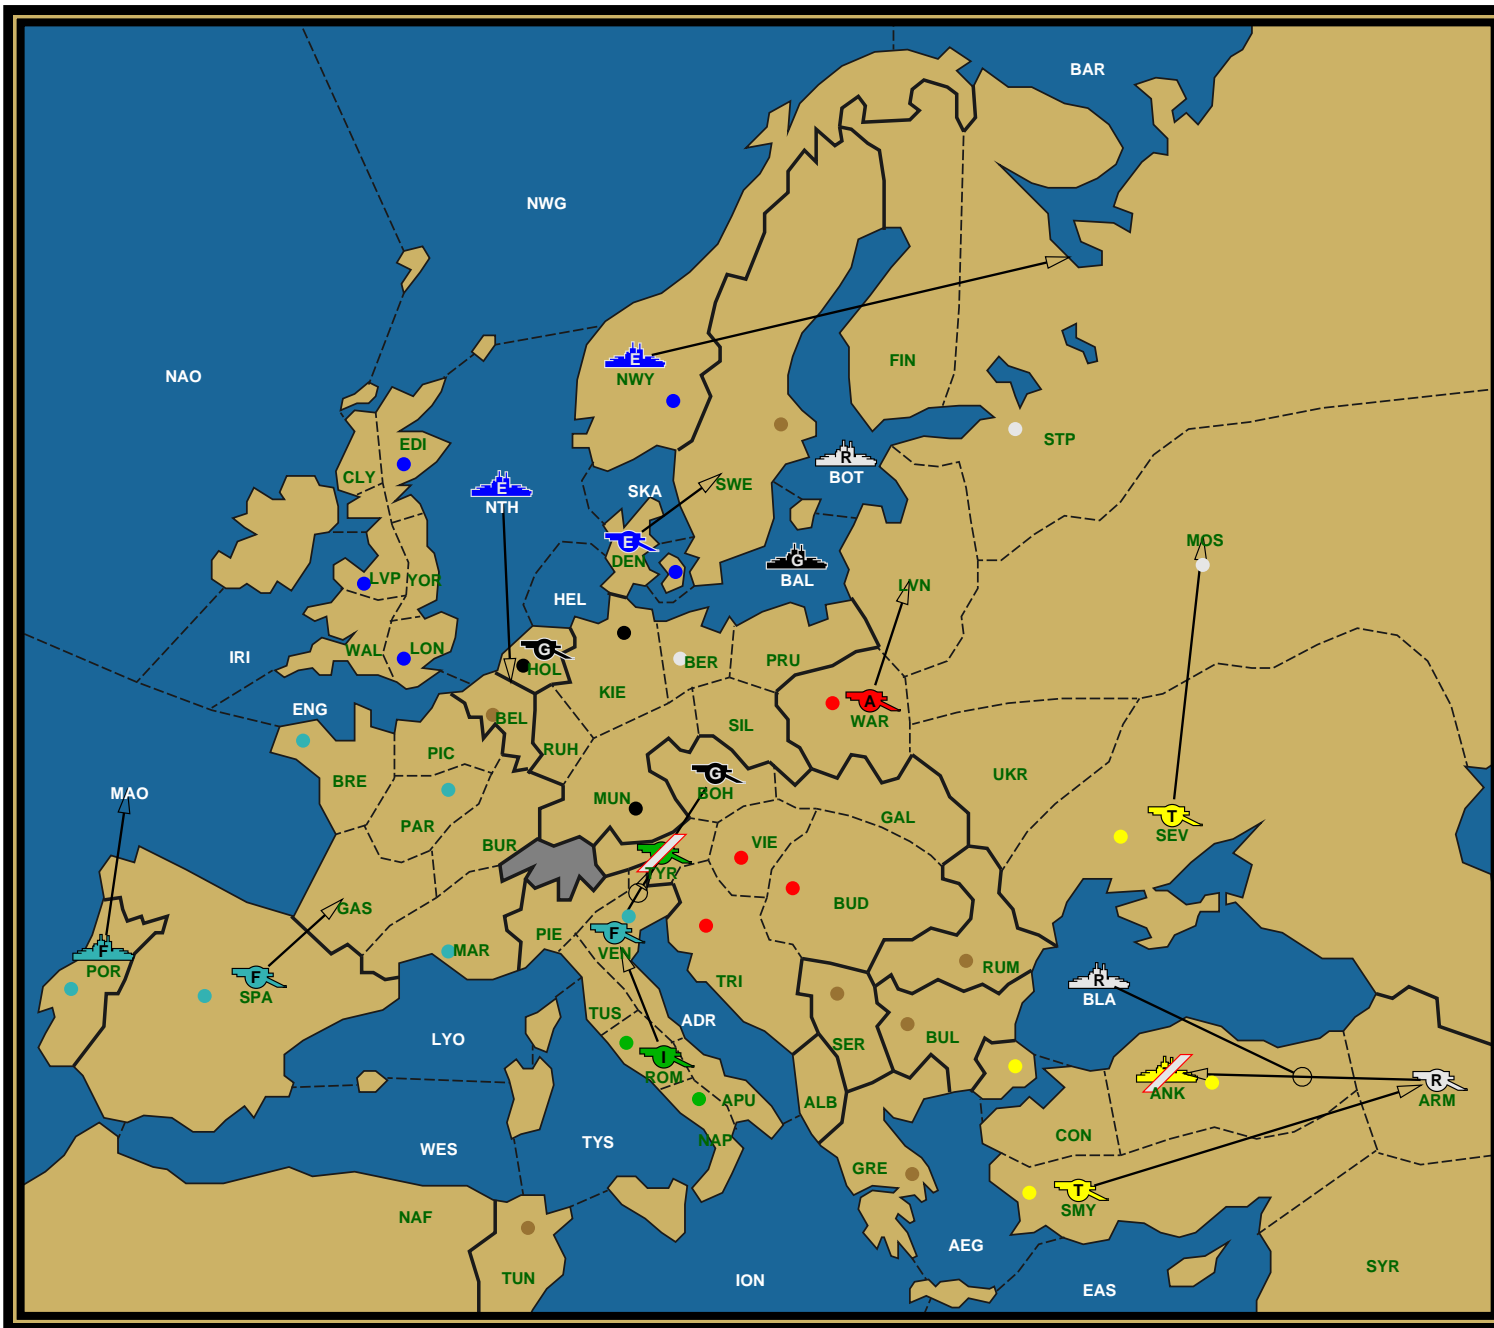 BAR
NWG
NAO
FIN
E
NWY
EDI
STP
CLY
R
BOT
SKA
SWE
E
NTH
E
DEN
G
BAL
MOS
LVP
YOR
LVN
HEL
WAL
LON
IRI
G
HOL
BER
PRU
KIE
A
WAR
ENG
BEL
SIL
RUH
PIC
BRE
UKR
G
BOH
MAO
MUN
PAR
GAL
T
SEV
BUR
VIE
TYR
BUD
GAS
F
POR
F
VEN
PIE
MAR
F
SPA
TRI
RUM
R
BLA
TUS
ADR
LYO
SER
BUL
I
ROM
ANK
R
ARM
APU
ALB
NAP
CON
WES
TYS
GRE
T
SMY
NAF
AEG
TUN
ION
EAS
SYR